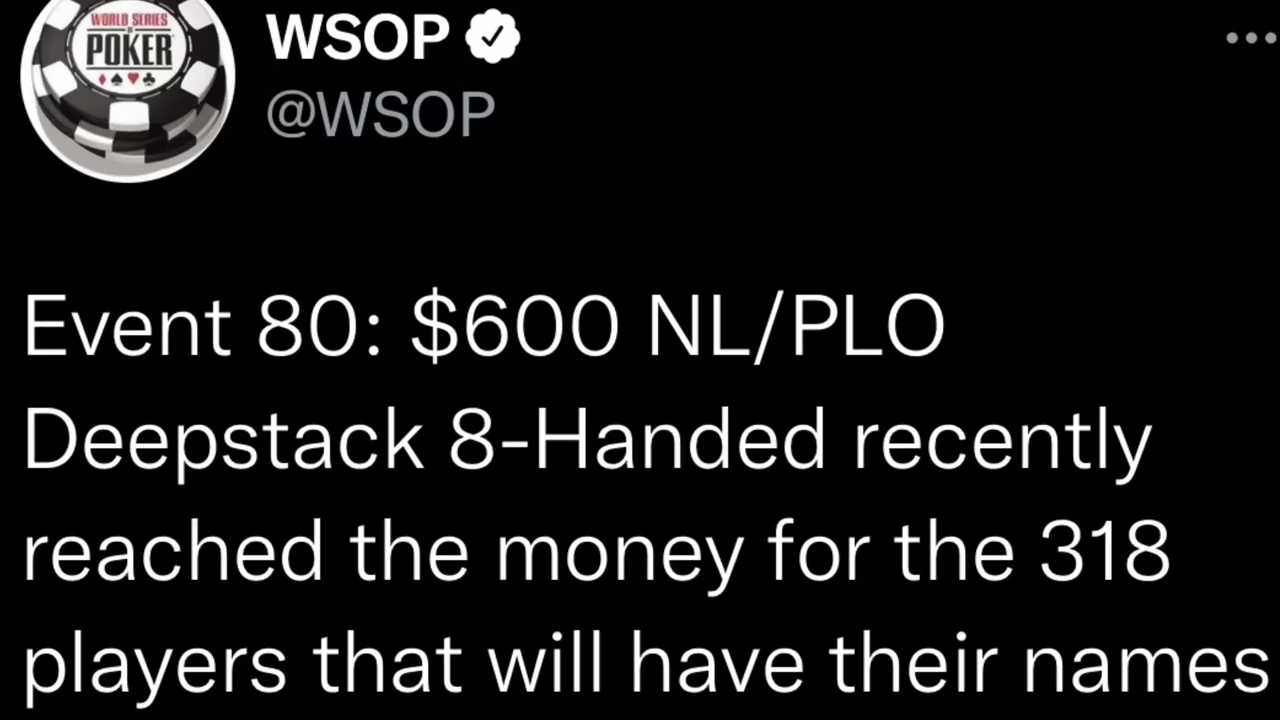 WORLD SERIES
OF
POKER
WSOP
@WSOP
Event 80: $600 NL/PLO
Deepstack 8-Handed recently
reached the money for the 318
players that will have their names